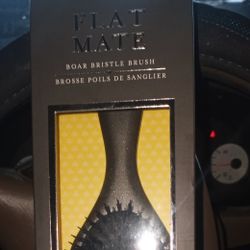 FLAT
MATE
BOAR BRISTLE BRUSH
BROSSE POILS DE SANGLIER